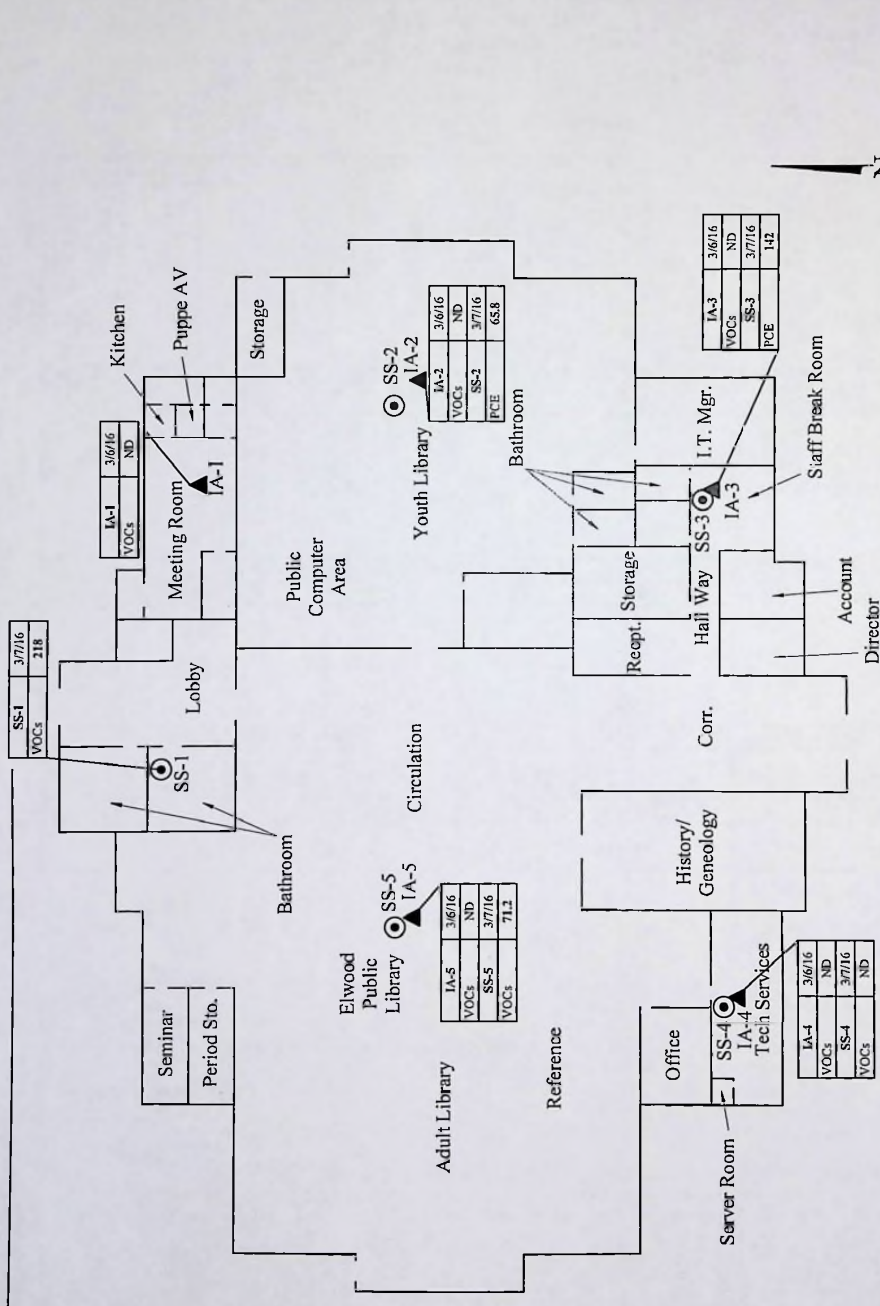 SS-1 3/7/16
VOCs 218
IA-1 3/6/16
VOCs ND
Kitchen
Puppe AV
Meeting Room
IA-1
Storage
Lobby
SS-1
Bathroom
Public
Computer
Area
Seminar
Period Sto.
Elwood
Public
Library
SS-5
IA-5
IA-5 3/6/16
VOCs ND
SS-5 3/7/16
VOCs 71.2
Circulation
Youth Library
SS-2
IA-2
IA-2 3/6/16
VOCs ND
SS-2 3/7/16
PCE 65.8
Adult Library
Reference
Bathroom
Office
Server Room
SS-4
IA-4
Tech Services
IA-4 3/6/16
VOCs ND
SS-4 3/7/16
VOCs ND
History/
Geneology
Corr.
Recpt.
Storage
Hall Way
SS-3
IA-3
I.T. Mgr.
IA-3 3/6/16
VOCs ND
SS-3 3/7/16
PCE 142
Staff Break Room
Account
Director
N